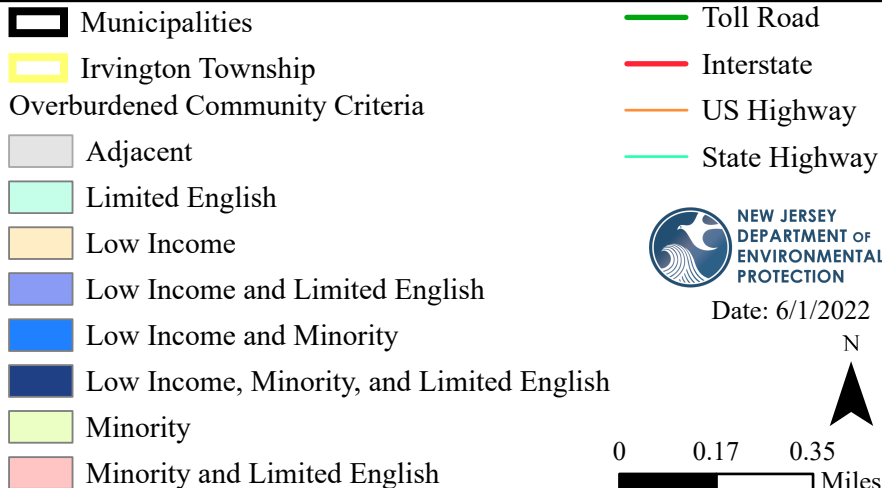 Municipalities
Irvington Township
Overburdened Community Criteria
Adjacent
Limited English
Low Income
Low Income and Limited English
Low Income and Minority
Low Income, Minority, and Limited English
Minority
Minority and Limited English
Toll Road
Interstate
US Highway
State Highway
NEW JERSEY
DEPARTMENT OF
ENVIRONMENTAL
PROTECTION
Date: 6/1/2022
N
0 0.17 0.35
Miles